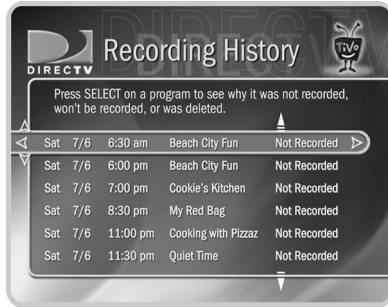 DIRECTV
Recording History
TiVo
DIRECTV
Press SELECT on a program to see why it was not recorded,
won't be recorded, or was deleted.
Sat 7/6 6:30 am Beach City Fun Not Recorded
Sat 7/6 6:00 pm Beach City Fun Not Recorded
Sat 7/6 7:00 pm Cookie's Kitchen Not Recorded
Sat 7/6 8:30 pm My Red Bag Not Recorded
Sat 7/6 11:00 pm Cooking with Pizzaz Not Recorded
Sat 7/6 11:30 pm Quiet Time Not Recorded